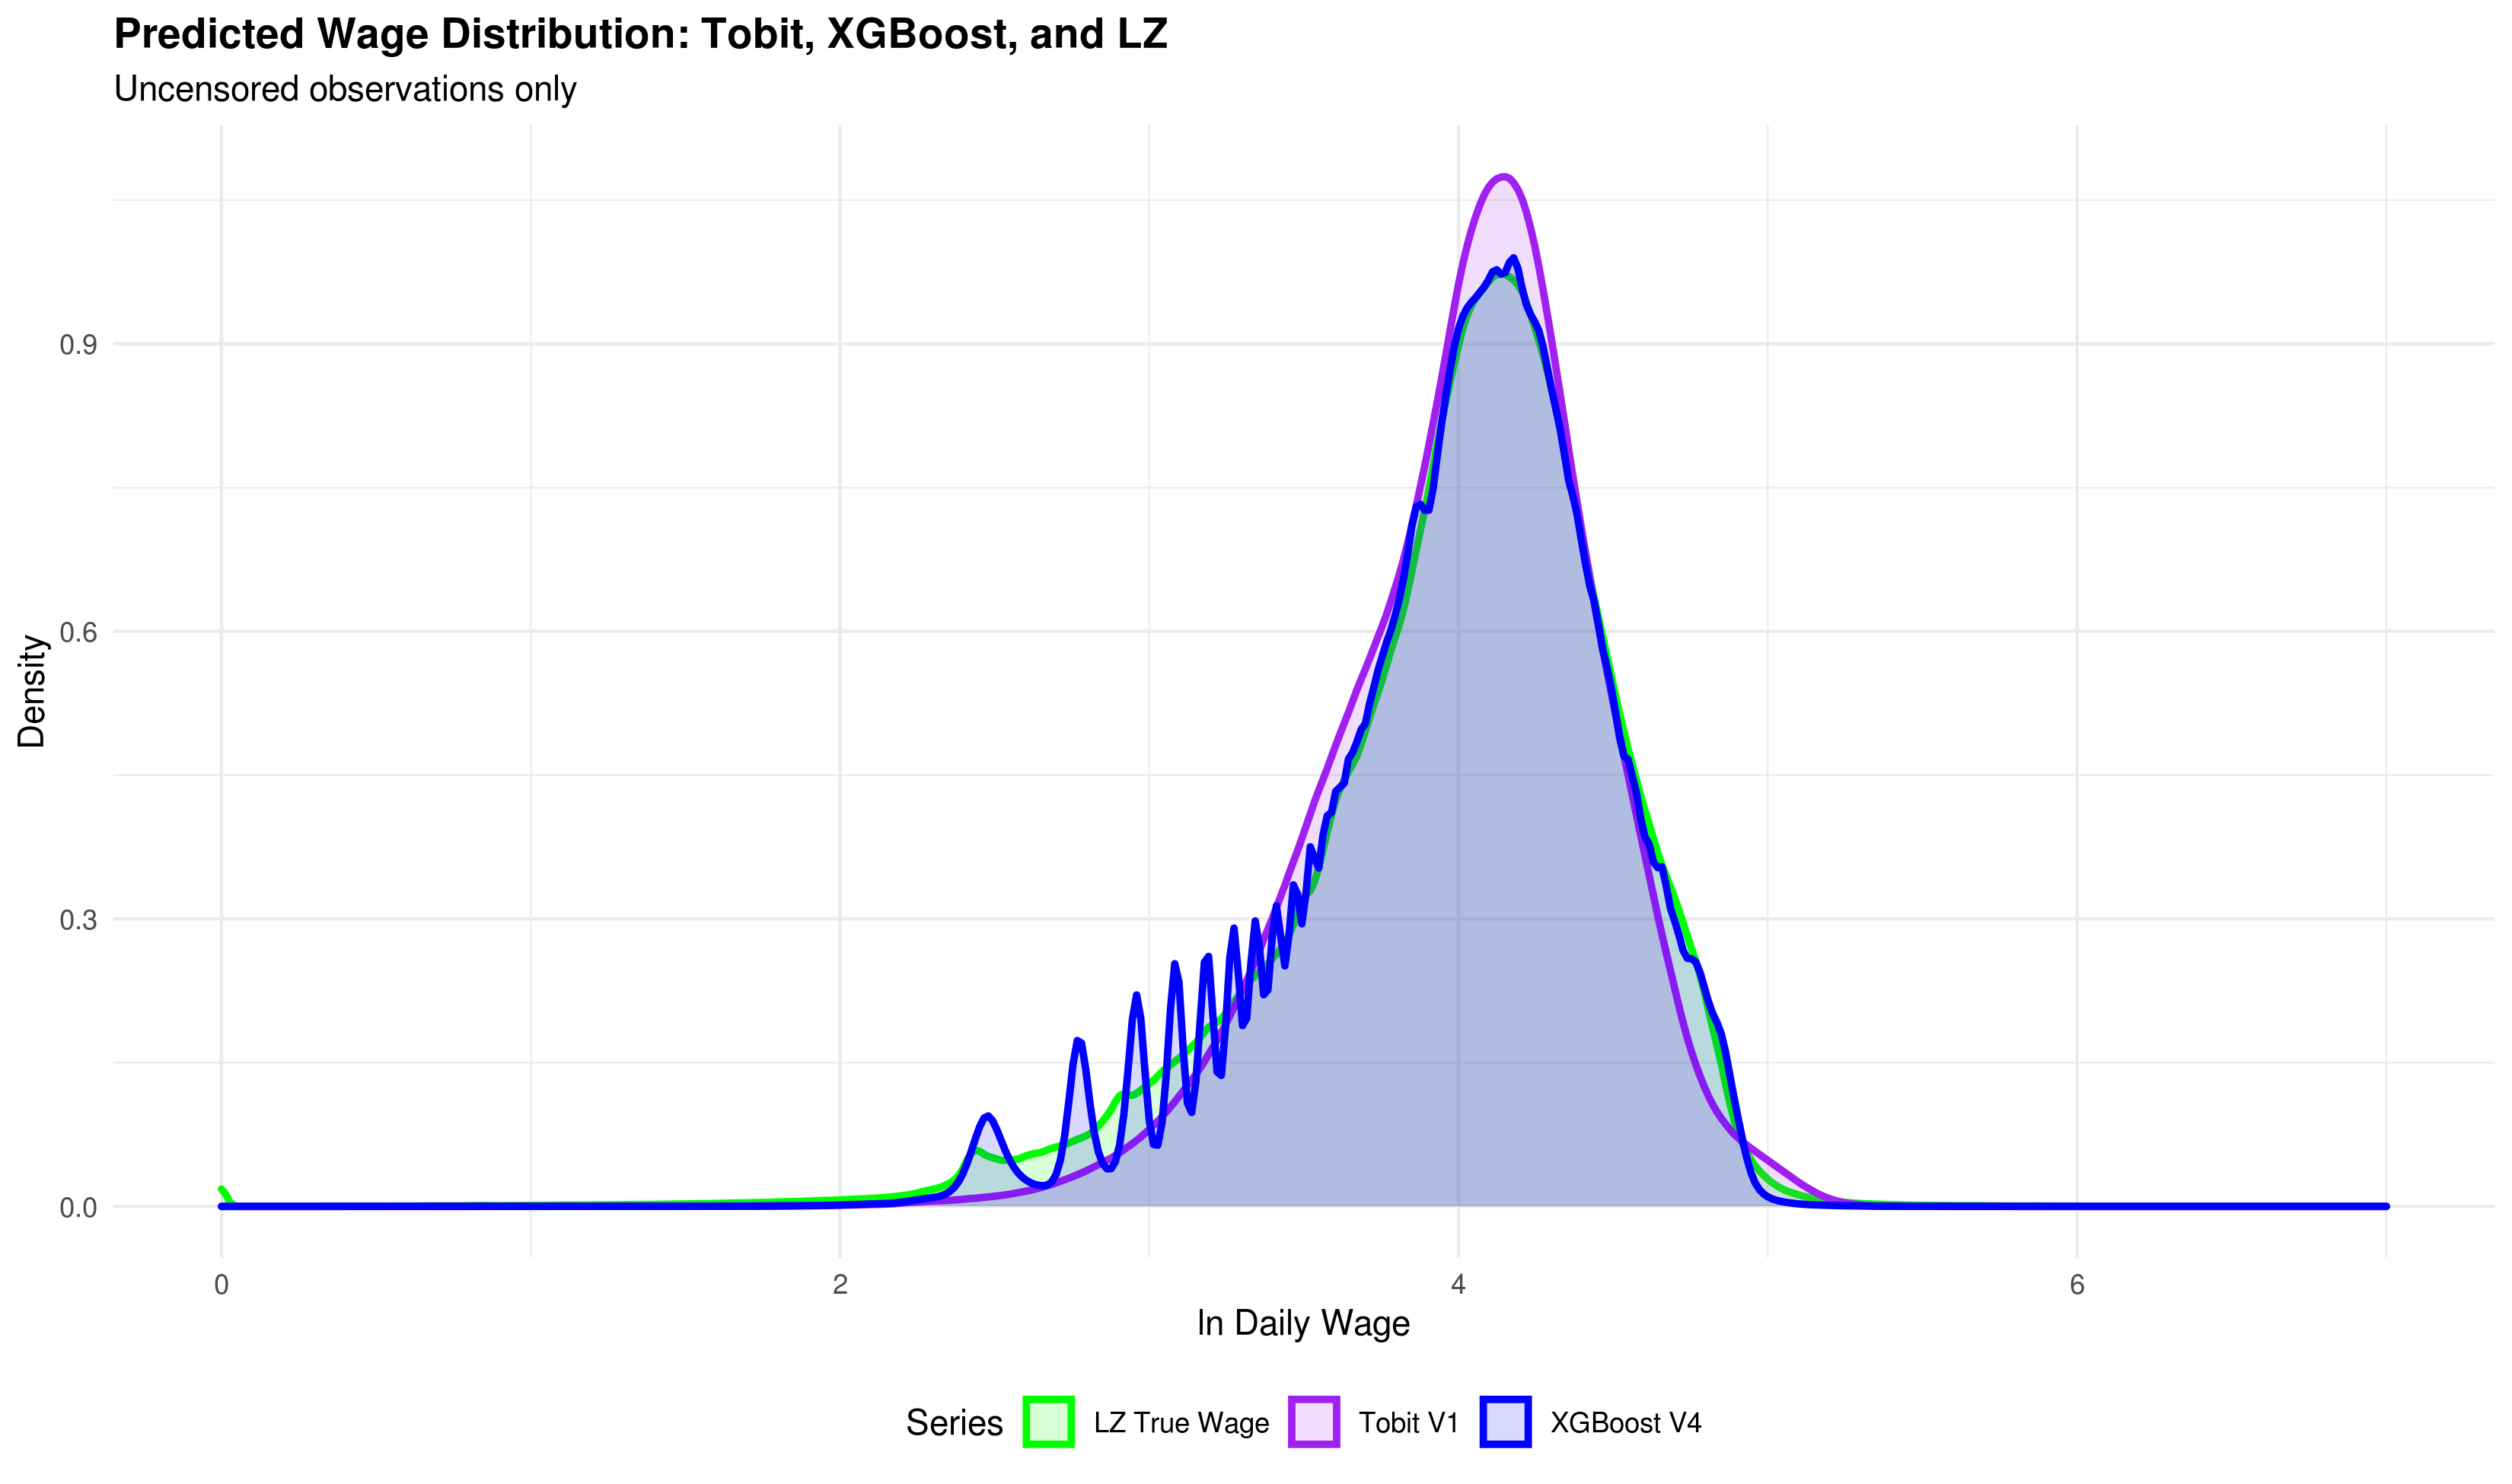 Predicted Wage Distribution: Tobit, XGBoost, and LZ
Uncensored observations only
Density
0.9
0.6
0.3
0.0
0 2 4 6
ln Daily Wage
Series LZ True Wage Tobit V1 XGBoost V4